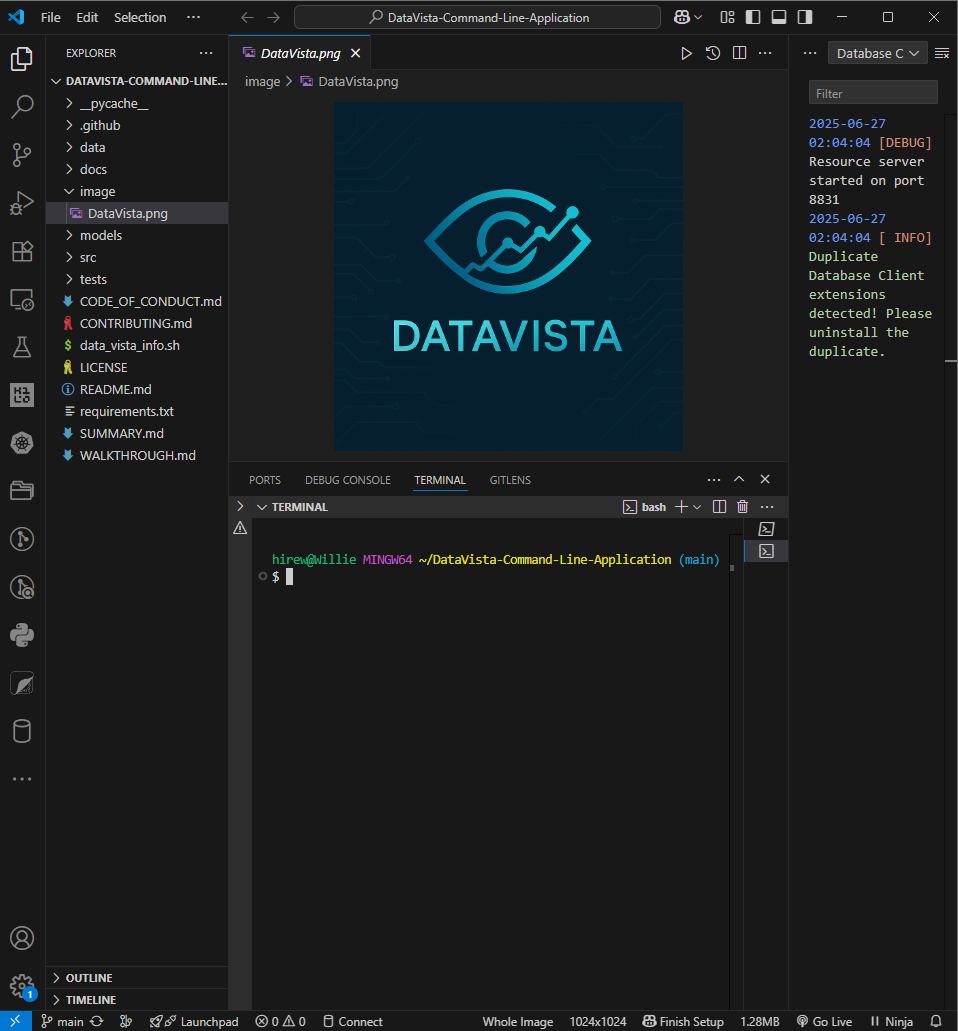 File Edit Selection ···
DataVista-Command-Line-Application
EXPLORER
DATAVISTA-COMMAND-LINE...
__pycache__
.github
data
docs
image
DataVista.png
models
src
tests
CODE_OF_CONDUCT.md
CONTRIBUTING.md
$ data_vista_info.sh
LICENSE
README.md
requirements.txt
SUMMARY.md
WALKTHROUGH.md
OUTLINE
TIMELINE
DataVista.png
image > DataVista.png
DATAVISTA
PORTS DEBUG CONSOLE TERMINAL GITLENS
TERMINAL
bash
hirew@Willie MINGW64 ~/DataVista-Command-Line-Application (main)
$
Database C
Filter
2025-06-27
02:04:04 [DEBUG]
Resource server
started on port
8831
2025-06-27
02:04:04 [ INFO]
Duplicate
Database Client
extensions
detected! Please
uninstall the
duplicate.
1
main Launchpad 0 0 Connect Whole Image 1024x1024 Finish Setup 1.28MB Go Live Ninja